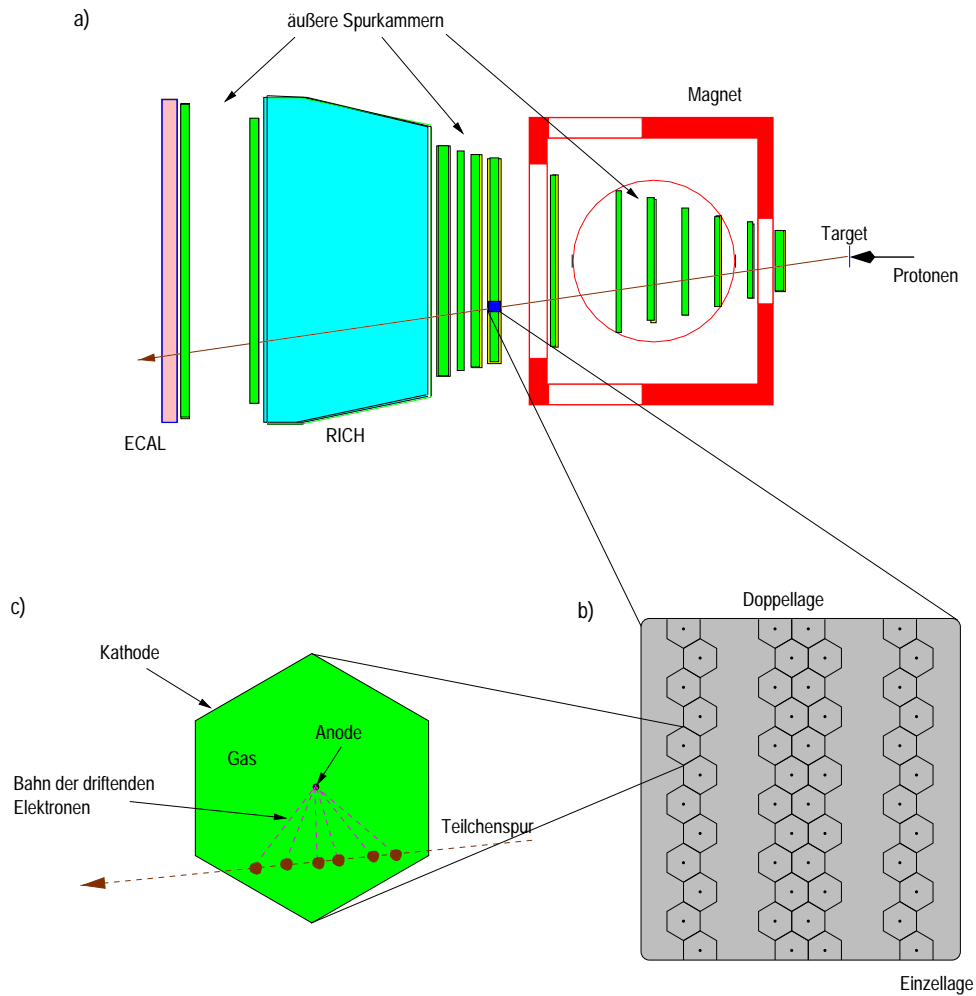 a)
äußere Spurkammern
Magnet
Target
Protonen
ECAL
RICH
c)
b)
Doppellage
Kathode
Anode
Gas
Bahn der driftenden
Elektronen
Teilchenspur
Einzellage